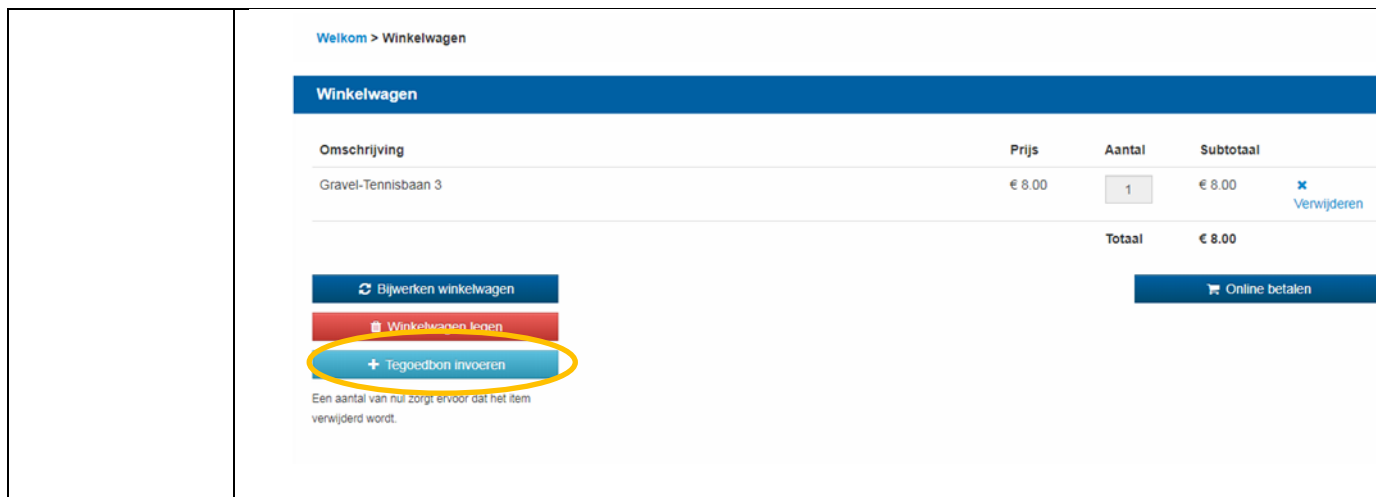 Welkom > Winkelwagen
Winkelwagen
Omschrijving Prijs Aantal Subtotaal
Gravel-Tennisbaan 3 € 8.00 1 € 8.00 ×
Verwijderen
Totaal € 8.00
Bijwerken winkelwagen Online betalen
Winkelwagen legen
+ Tegoedbon invoeren
Een aantal van nul zorgt ervoor dat het item
verwijderd wordt.